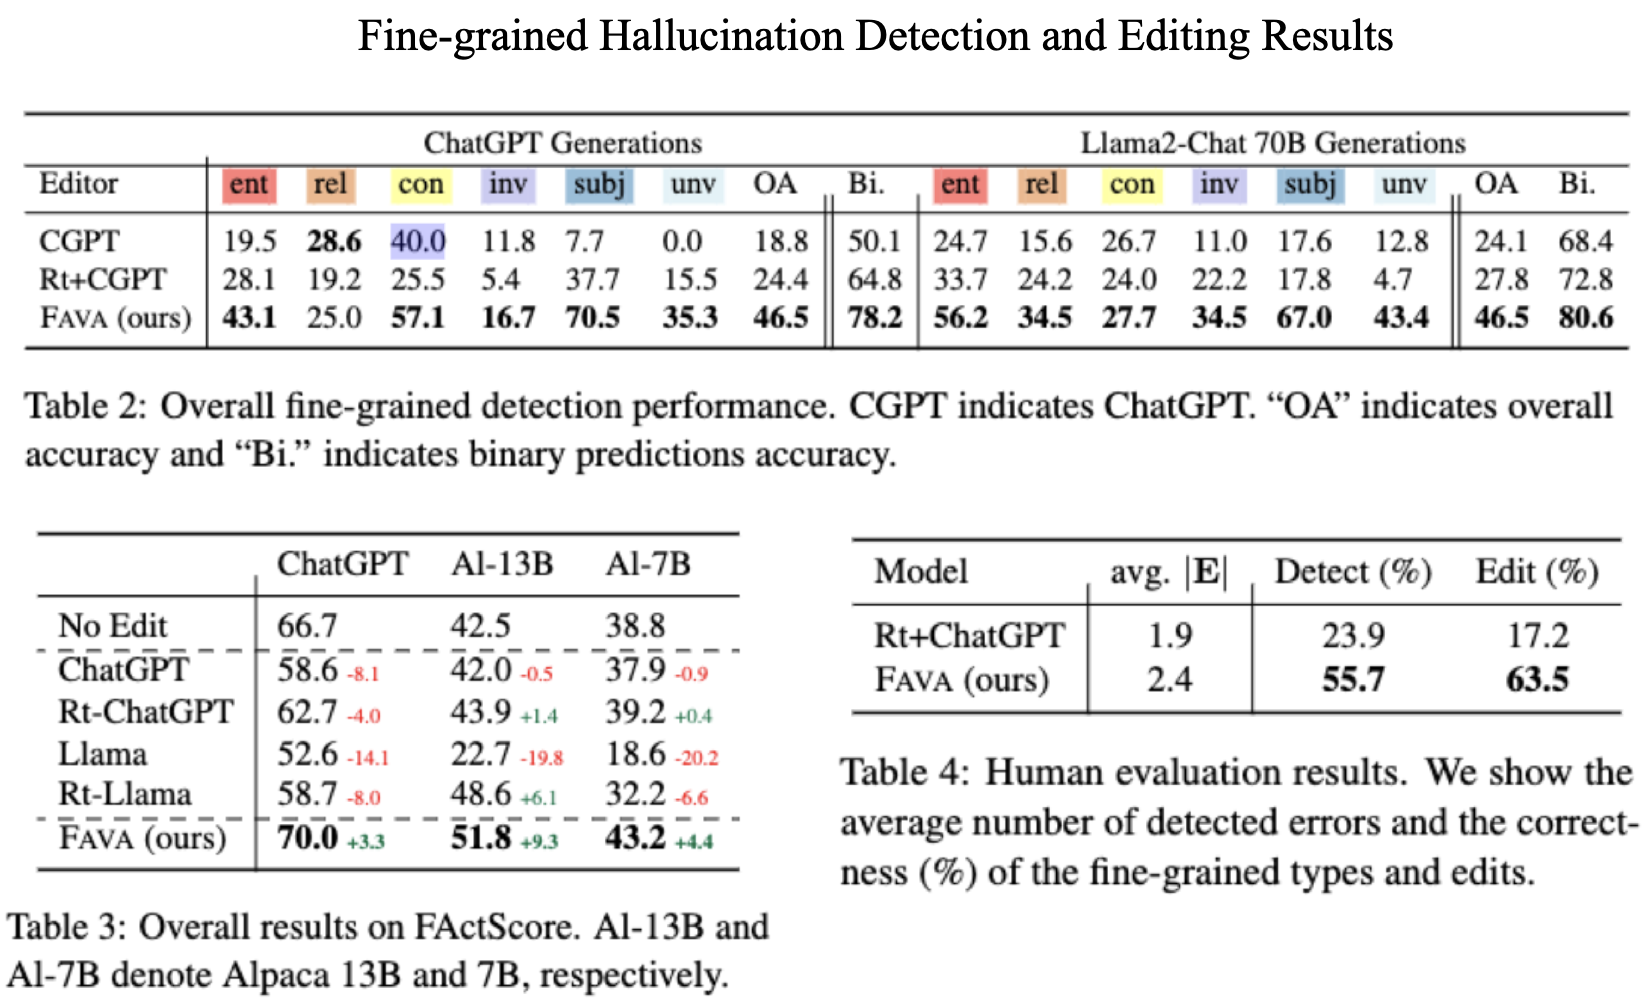 Fine-grained Hallucination Detection and Editing Results
ChatGPT Generations Llama2-Chat 70B Generations
Editor ent rel con inv subj unv OA Bi. ent rel con inv subj unv OA Bi.
CGPT 19.5 28.6 40.0 11.8 7.7 0.0 18.8 50.1 24.7 15.6 26.7 11.0 17.6 12.8 24.1 68.4
Rt+CGPT 28.1 19.2 25.5 5.4 37.7 15.5 24.4 64.8 33.7 24.2 24.0 22.2 17.8 4.7 27.8 72.8
FAVA (ours) 43.1 25.0 57.1 16.7 70.5 35.3 46.5 78.2 56.2 34.5 27.7 34.5 67.0 43.4 46.5 80.6
Table 2: Overall fine-grained detection performance. CGPT indicates ChatGPT. “OA” indicates overall
accuracy and “Bi.” indicates binary predictions accuracy.
ChatGPT Al-13B Al-7B
No Edit 66.7 42.5 38.8
ChatGPT 58.6 -8.1 42.0 -0.5 37.9 -0.9
Rt-ChatGPT 62.7 -4.0 43.9 +1.4 39.2 +0.4
Llama 52.6 -14.1 22.7 -19.8 18.6 -20.2
Rt-Llama 58.7 -8.0 48.6 +6.1 32.2 -6.6
FAVA (ours) 70.0 +3.3 51.8 +9.3 43.2 +4.4
Table 3: Overall results on FActScore. Al-13B and
Al-7B denote Alpaca 13B and 7B, respectively.
Model avg. |E| Detect (%) Edit (%)
Rt+ChatGPT 1.9 23.9 17.2
FAVA (ours) 2.4 55.7 63.5
Table 4: Human evaluation results. We show the
average number of detected errors and the correct-
ness (%) of the fine-grained types and edits.